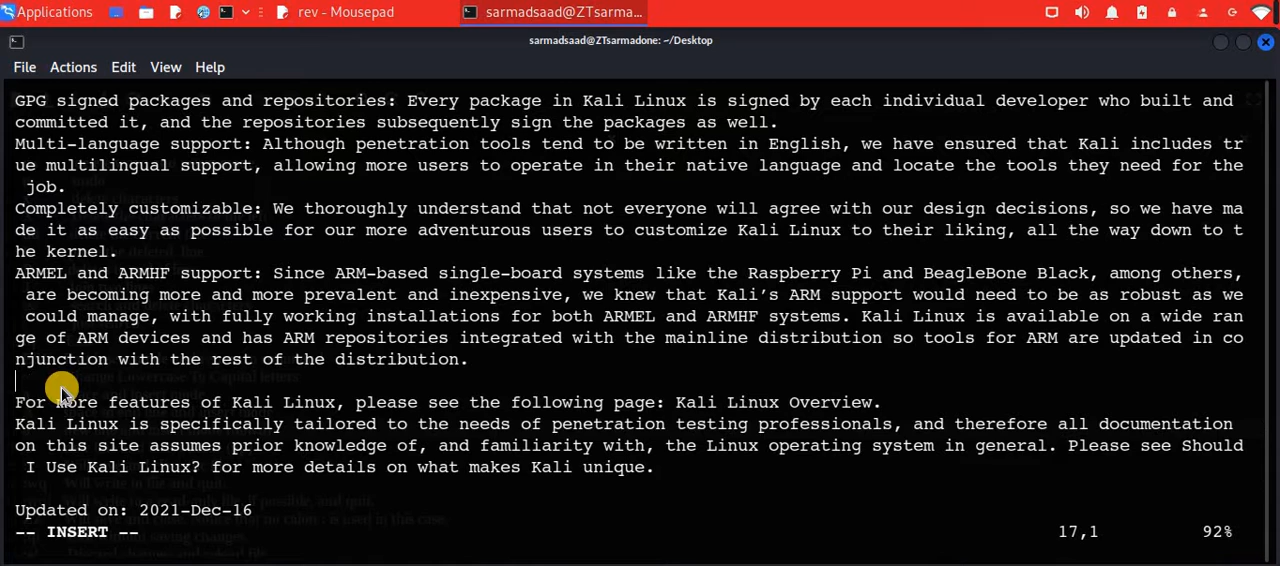 Applications
rev - Mousepad
sarmadsaad@ZTsarma...
sarmadsaad@ZTsarmadone: ~/Desktop
File Actions Edit View Help
GPG signed packages and repositories: Every package in Kali Linux is signed by each individual developer who built and
committed it, and the repositories subsequently sign the packages as well.
Multi-language support: Although penetration tools tend to be written in English, we have ensured that Kali includes tr
ue multilingual support, allowing more users to operate in their native language and locate the tools they need for the
job.
Completely customizable: We thoroughly understand that not everyone will agree with our design decisions, so we have ma
de it as easy as possible for our more adventurous users to customize Kali Linux to their liking, all the way down to t
he kernel.
ARMEL and ARMHF support: Since ARM-based single-board systems like the Raspberry Pi and BeagleBone Black, among others,
are becoming more and more prevalent and inexpensive, we knew that Kali’s ARM support would need to be as robust as we
could manage, with fully working installations for both ARMEL and ARMHF systems. Kali Linux is available on a wide ran
ge of ARM devices and has ARM repositories integrated with the mainline distribution so tools for ARM are updated in co
njunction with the rest of the distribution.
For more features of Kali Linux, please see the following page: Kali Linux Overview.
Kali Linux is specifically tailored to the needs of penetration testing professionals, and therefore all documentation
on this site assumes prior knowledge of, and familiarity with, the Linux operating system in general. Please see Should
I Use Kali Linux? for more details on what makes Kali unique.
Updated on: 2021-Dec-16
-- INSERT -- 17,1 92%